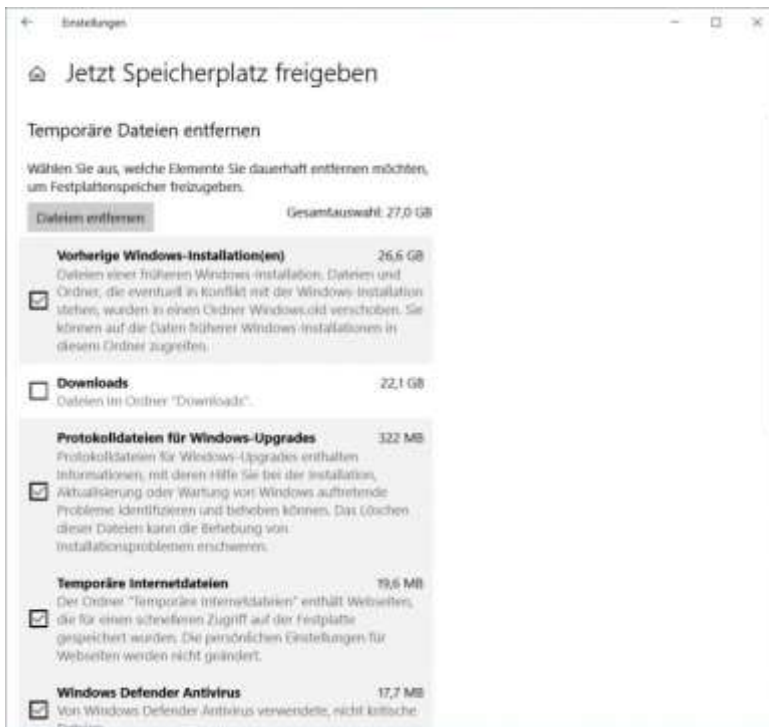 Einstellungen
Jetzt Speicherplatz freigeben
Temporäre Dateien entfernen
Wählen Sie aus, welche Elemente Sie dauerhaft entfernen möchten,
um Festplattenspeicher freizugeben.
Dateien entfernen
Gesamtauswahl: 27,0 GB
Vorherige Windows-Installation(en) 26,6 GB
Dateien einer früheren Windows-Installation. Dateien und
Ordner, die eventuell in Konflikt mit der Windows-Installation
stehen, wurden in einen Ordner Windows.old verschoben. Sie
können auf die Daten früherer Windows-Installationen in
diesem Ordner zugreifen.
Downloads 22,1 GB
Dateien im Ordner "Downloads".
Protokolldateien für Windows-Upgrades 322 MB
Protokolldateien für Windows-Upgrades enthalten
Informationen, mit deren Hilfe Sie bei der Installation,
Aktualisierung oder Wartung von Windows auftretende
Probleme identifizieren und beheben können. Das Löschen
dieser Dateien kann die Behebung von
Installationsproblemen erschweren.
Temporäre Internetdateien 19,6 MB
Der Ordner "Temporäre Internetdateien" enthält Webseiten,
die für einen schnelleren Zugriff auf der Festplatte
gespeichert wurden. Die persönlichen Einstellungen für
Webseiten werden nicht geändert.
Windows Defender Antivirus 17,7 MB
Von Windows Defender Antivirus verwendete, nicht kritische